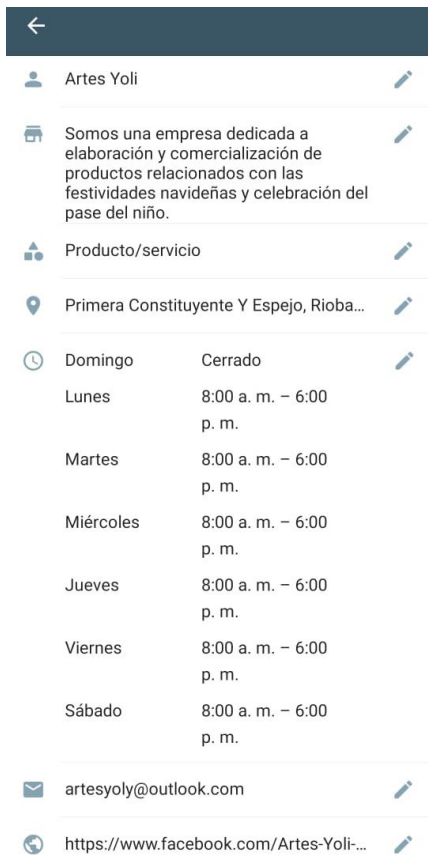 Artes Yoli
Somos una empresa dedicada a
elaboración y comercialización de
productos relacionados con las
festividades navideñas y celebración del
pase del niño.
Producto/servicio
Primera Constituyente Y Espejo, Rioba...
Domingo Cerrado
Lunes 8:00 a. m. – 6:00
p. m.
Martes 8:00 a. m. – 6:00
p. m.
Miércoles 8:00 a. m. – 6:00
p. m.
Jueves 8:00 a. m. – 6:00
p. m.
Viernes 8:00 a. m. – 6:00
p. m.
Sábado 8:00 a. m. – 6:00
p. m.
artesyoly@outlook.com
https://www.facebook.com/Artes-Yoli-...